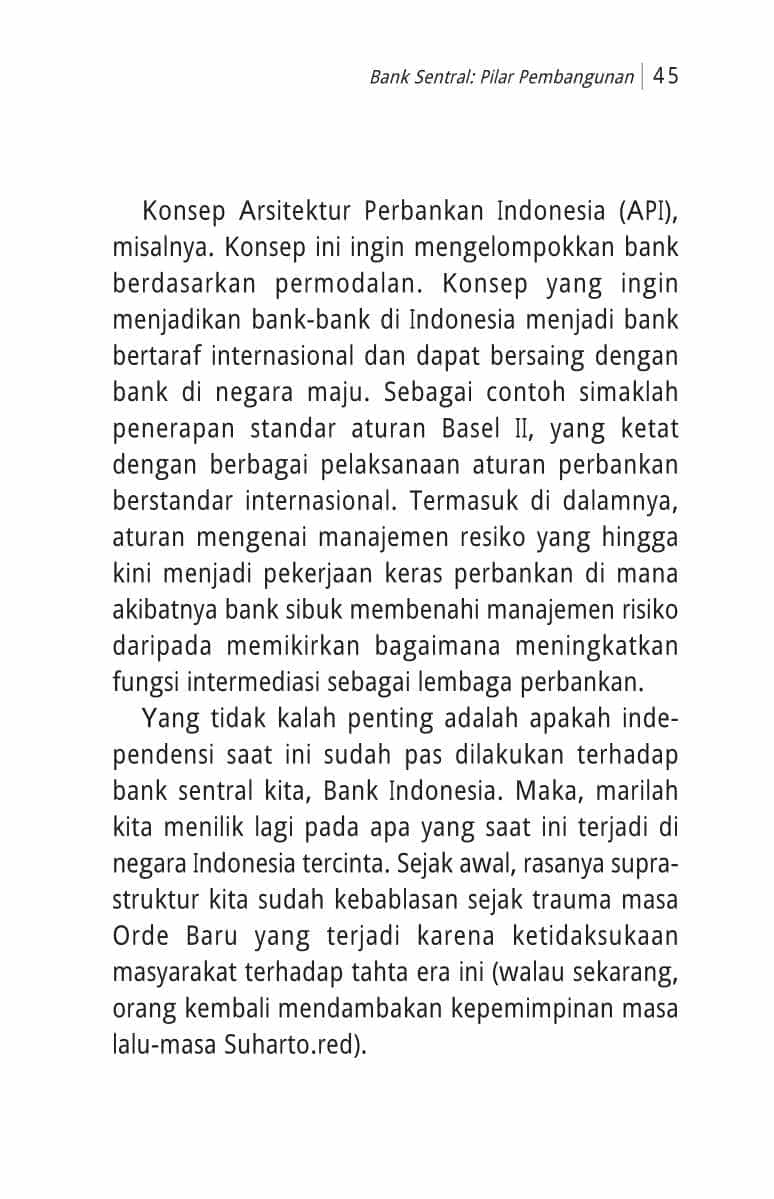 Bank Sentral: Pilar Pembangunan | 45
Konsep Arsitektur Perbankan Indonesia (API),
misalnya. Konsep ini ingin mengelompokkan bank
berdasarkan permodalan. Konsep yang ingin
menjadikan bank-bank di Indonesia menjadi bank
bertaraf internasional dan dapat bersaing dengan
bank di negara maju. Sebagai contoh simaklah
penerapan standar aturan Basel II, yang ketat
dengan berbagai pelaksanaan aturan perbankan
berstandar internasional. Termasuk di dalamnya,
aturan mengenai manajemen resiko yang hingga
kini menjadi pekerjaan keras perbankan di mana
akibatnya bank sibuk membenahi manajemen risiko
daripada memikirkan bagaimana meningkatkan
fungsi intermediasi sebagai lembaga perbankan.
Yang tidak kalah penting adalah apakah inde-
pendensi saat ini sudah pas dilakukan terhadap
bank sentral kita, Bank Indonesia. Maka, marilah
kita menilik lagi pada apa yang saat ini terjadi di
negara Indonesia tercinta. Sejak awal, rasanya supra-
struktur kita sudah kebablasan sejak trauma masa
Orde Baru yang terjadi karena ketidaksukaan
masyarakat terhadap tahta era ini (walau sekarang,
orang kembali mendambakan kepemimpinan masa
lalu-masa Suharto.red).